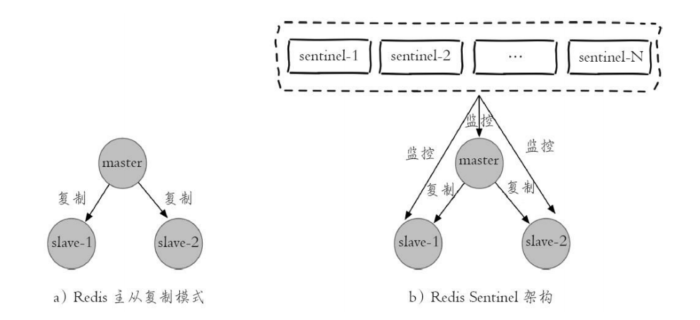 sentinel-1 sentinel-2 … sentinel-N
监控
监控
监控
master
复制
复制
slave-1
slave-2
a）Redis 主从复制模式
master
复制
复制
slave-1
slave-2
b）Redis Sentinel 架构